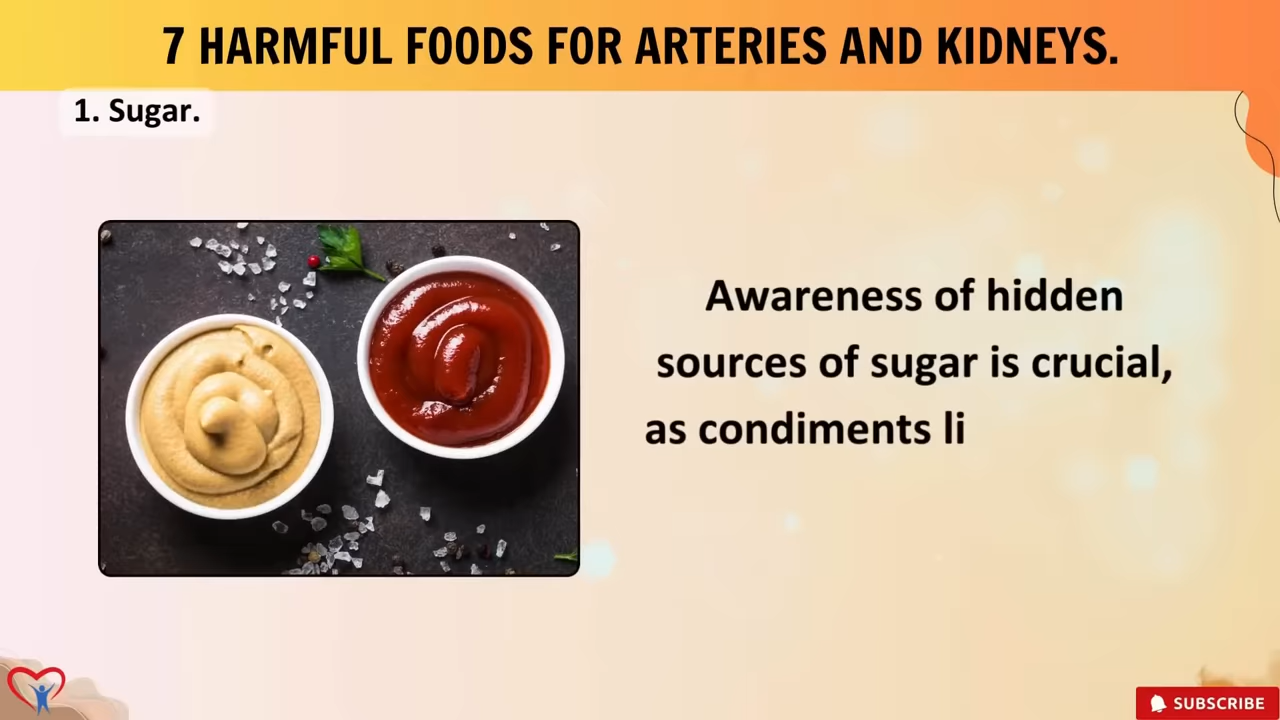 7 HARMFUL FOODS FOR ARTERIES AND KIDNEYS.
1. Sugar.
Awareness of hidden
sources of sugar is crucial,
as condiments li
SUBSCRIBE